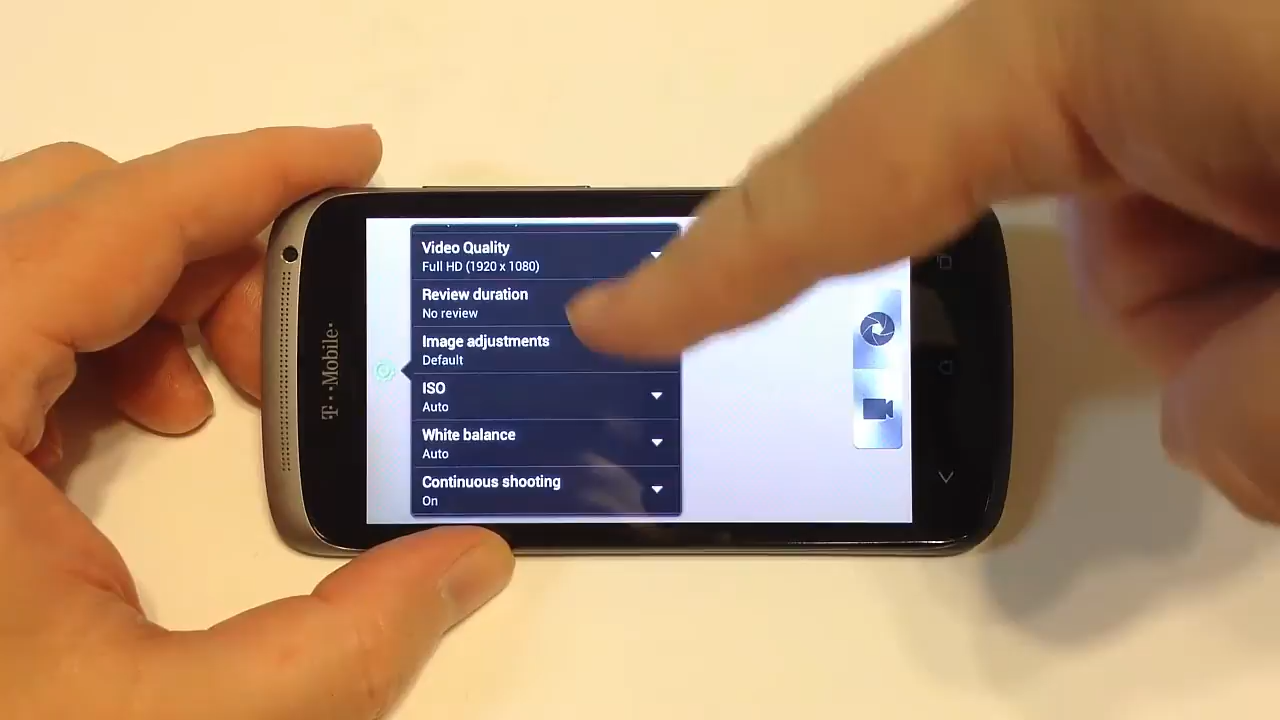 T··Mobile·
Video Quality
Full HD (1920 x 1080)
Review duration
No review
Image adjustments
Default
ISO
Auto
White balance
Auto
Continuous shooting
On